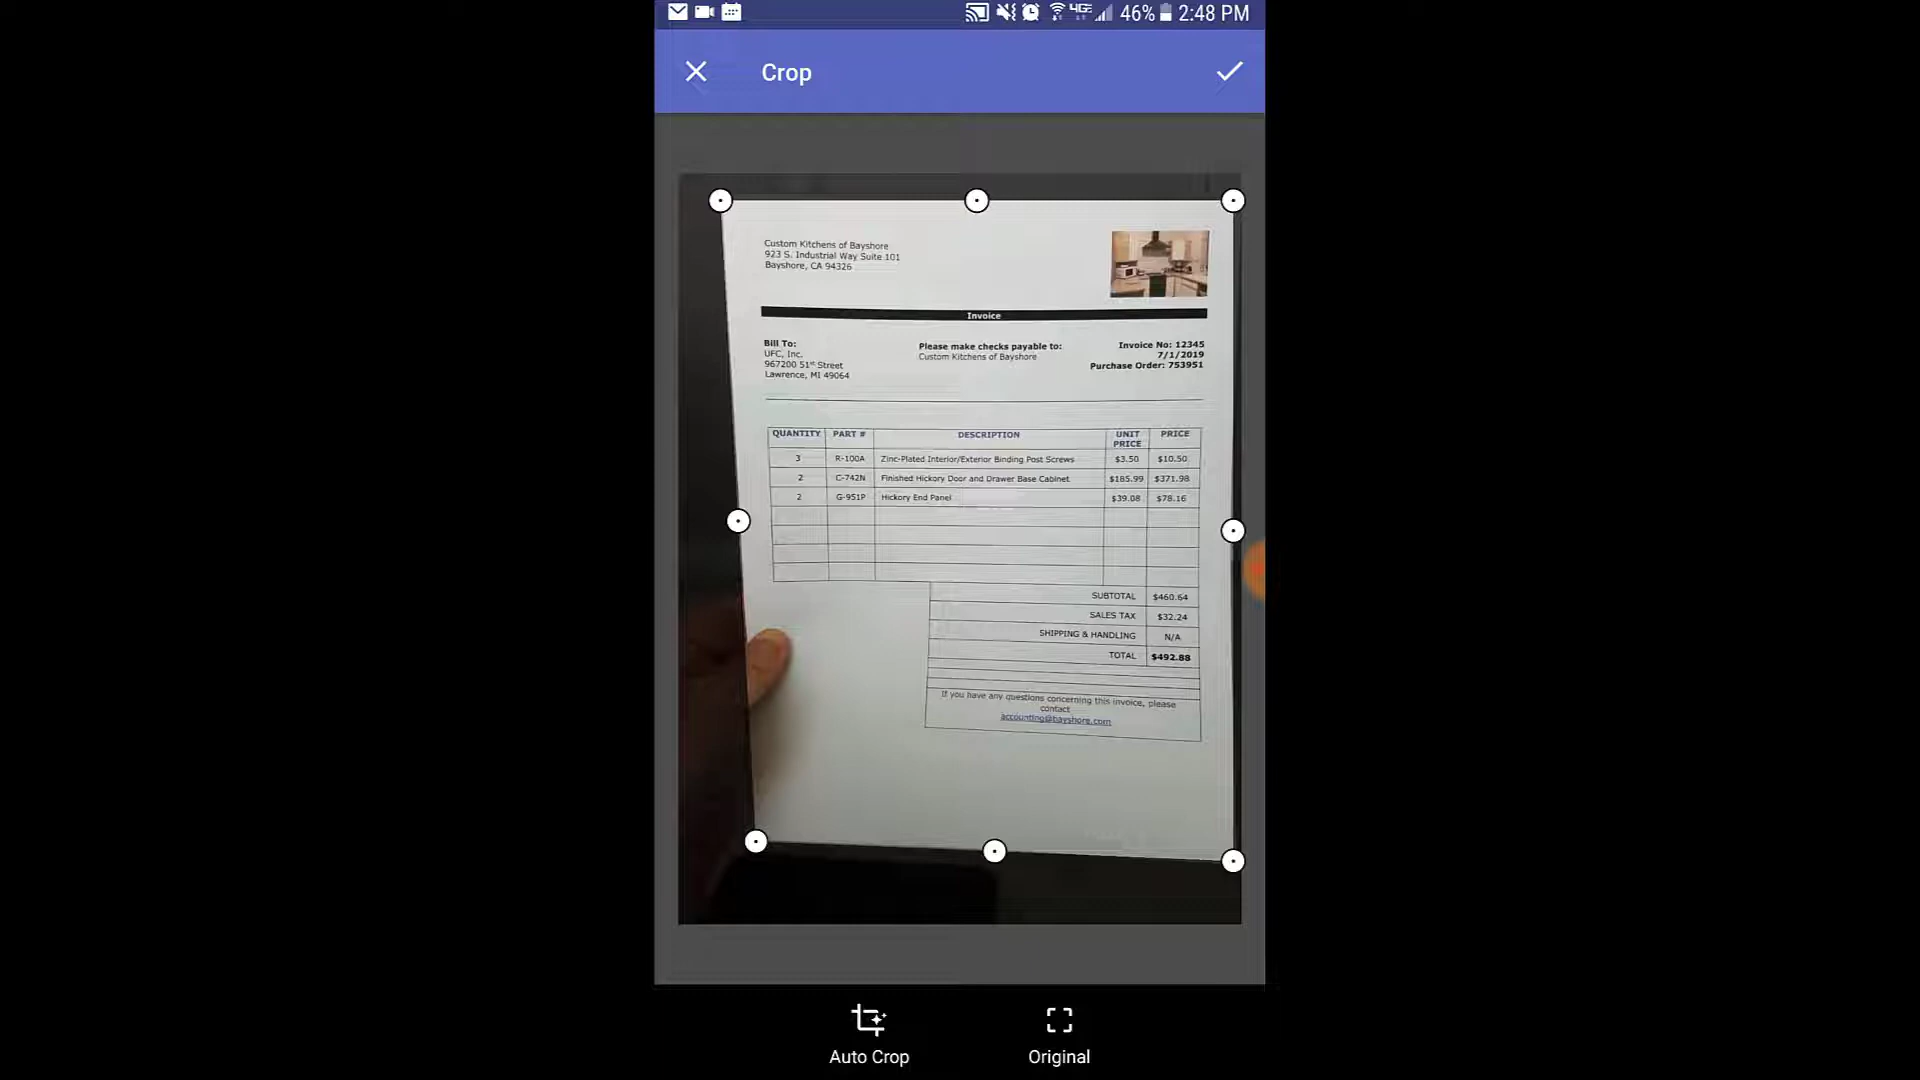 46% 2:48 PM
Crop
Custom Kitchens of Bayshore
923 S. Industrial Way Suite 101
Bayshore, CA 94326
Invoice
Bill To:
UFC, Inc.
967200 51st Street
Lawrence, MI 49064
Please make checks payable to:
Custom Kitchens of Bayshore
Invoice No: 12345
7/1/2019
Purchase Order: 753951
QUANTITY PART # DESCRIPTION UNIT PRICE PRICE
3 R-100A Zinc-Plated Interior/Exterior Binding Post Screws $3.50 $10.50
2 C-742N Finished Hickory Door and Drawer Base Cabinet $185.99 $371.98
2 G-951P Hickory End Panel $39.08 $78.16
SUBTOTAL $460.64
SALES TAX $32.24
SHIPPING & HANDLING N/A
TOTAL $492.88
If you have any questions concerning this invoice, please
contact
accounting@bayshore.com
Auto Crop Original